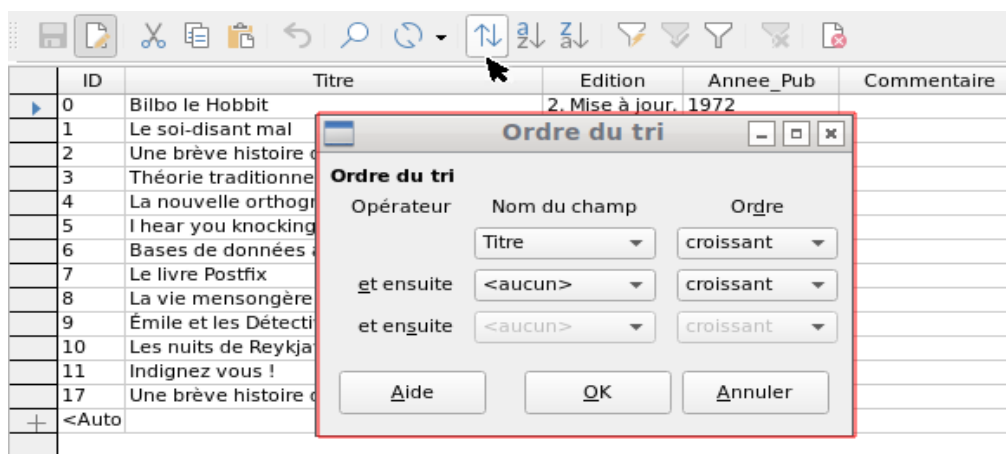 ID Titre Edition Annee_Pub Commentaire
0 Bilbo le Hobbit 2. Mise à jour. 1972
1 Le soi-disant mal
2 Une brève histoire
3 Théorie traditionne
4 La nouvelle orthogr
5 I hear you knocking
6 Bases de données
7 Le livre Postfix
8 La vie mensongère
9 Émile et les Détecti
10 Les nuits de Reykja
11 Indignez vous !
17 Une brève histoire
<Auto
Ordre du tri
Ordre du tri
Opérateur Nom du champ Ordre
Titre croissant
et ensuite <aucun> croissant
et ensuite <aucun> croissant
Aide OK Annuler